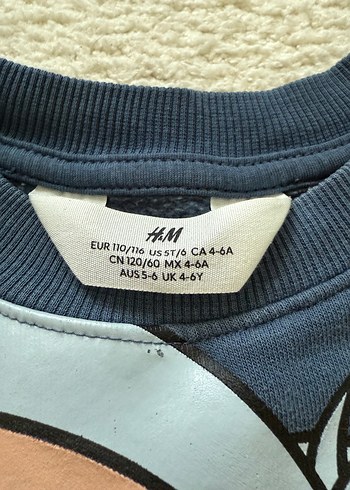 H&M
EUR 110/116 US 5T/6 CA 4-6A
CN 120/60 MX 4-6A
AUS 5-6 UK 4-6Y